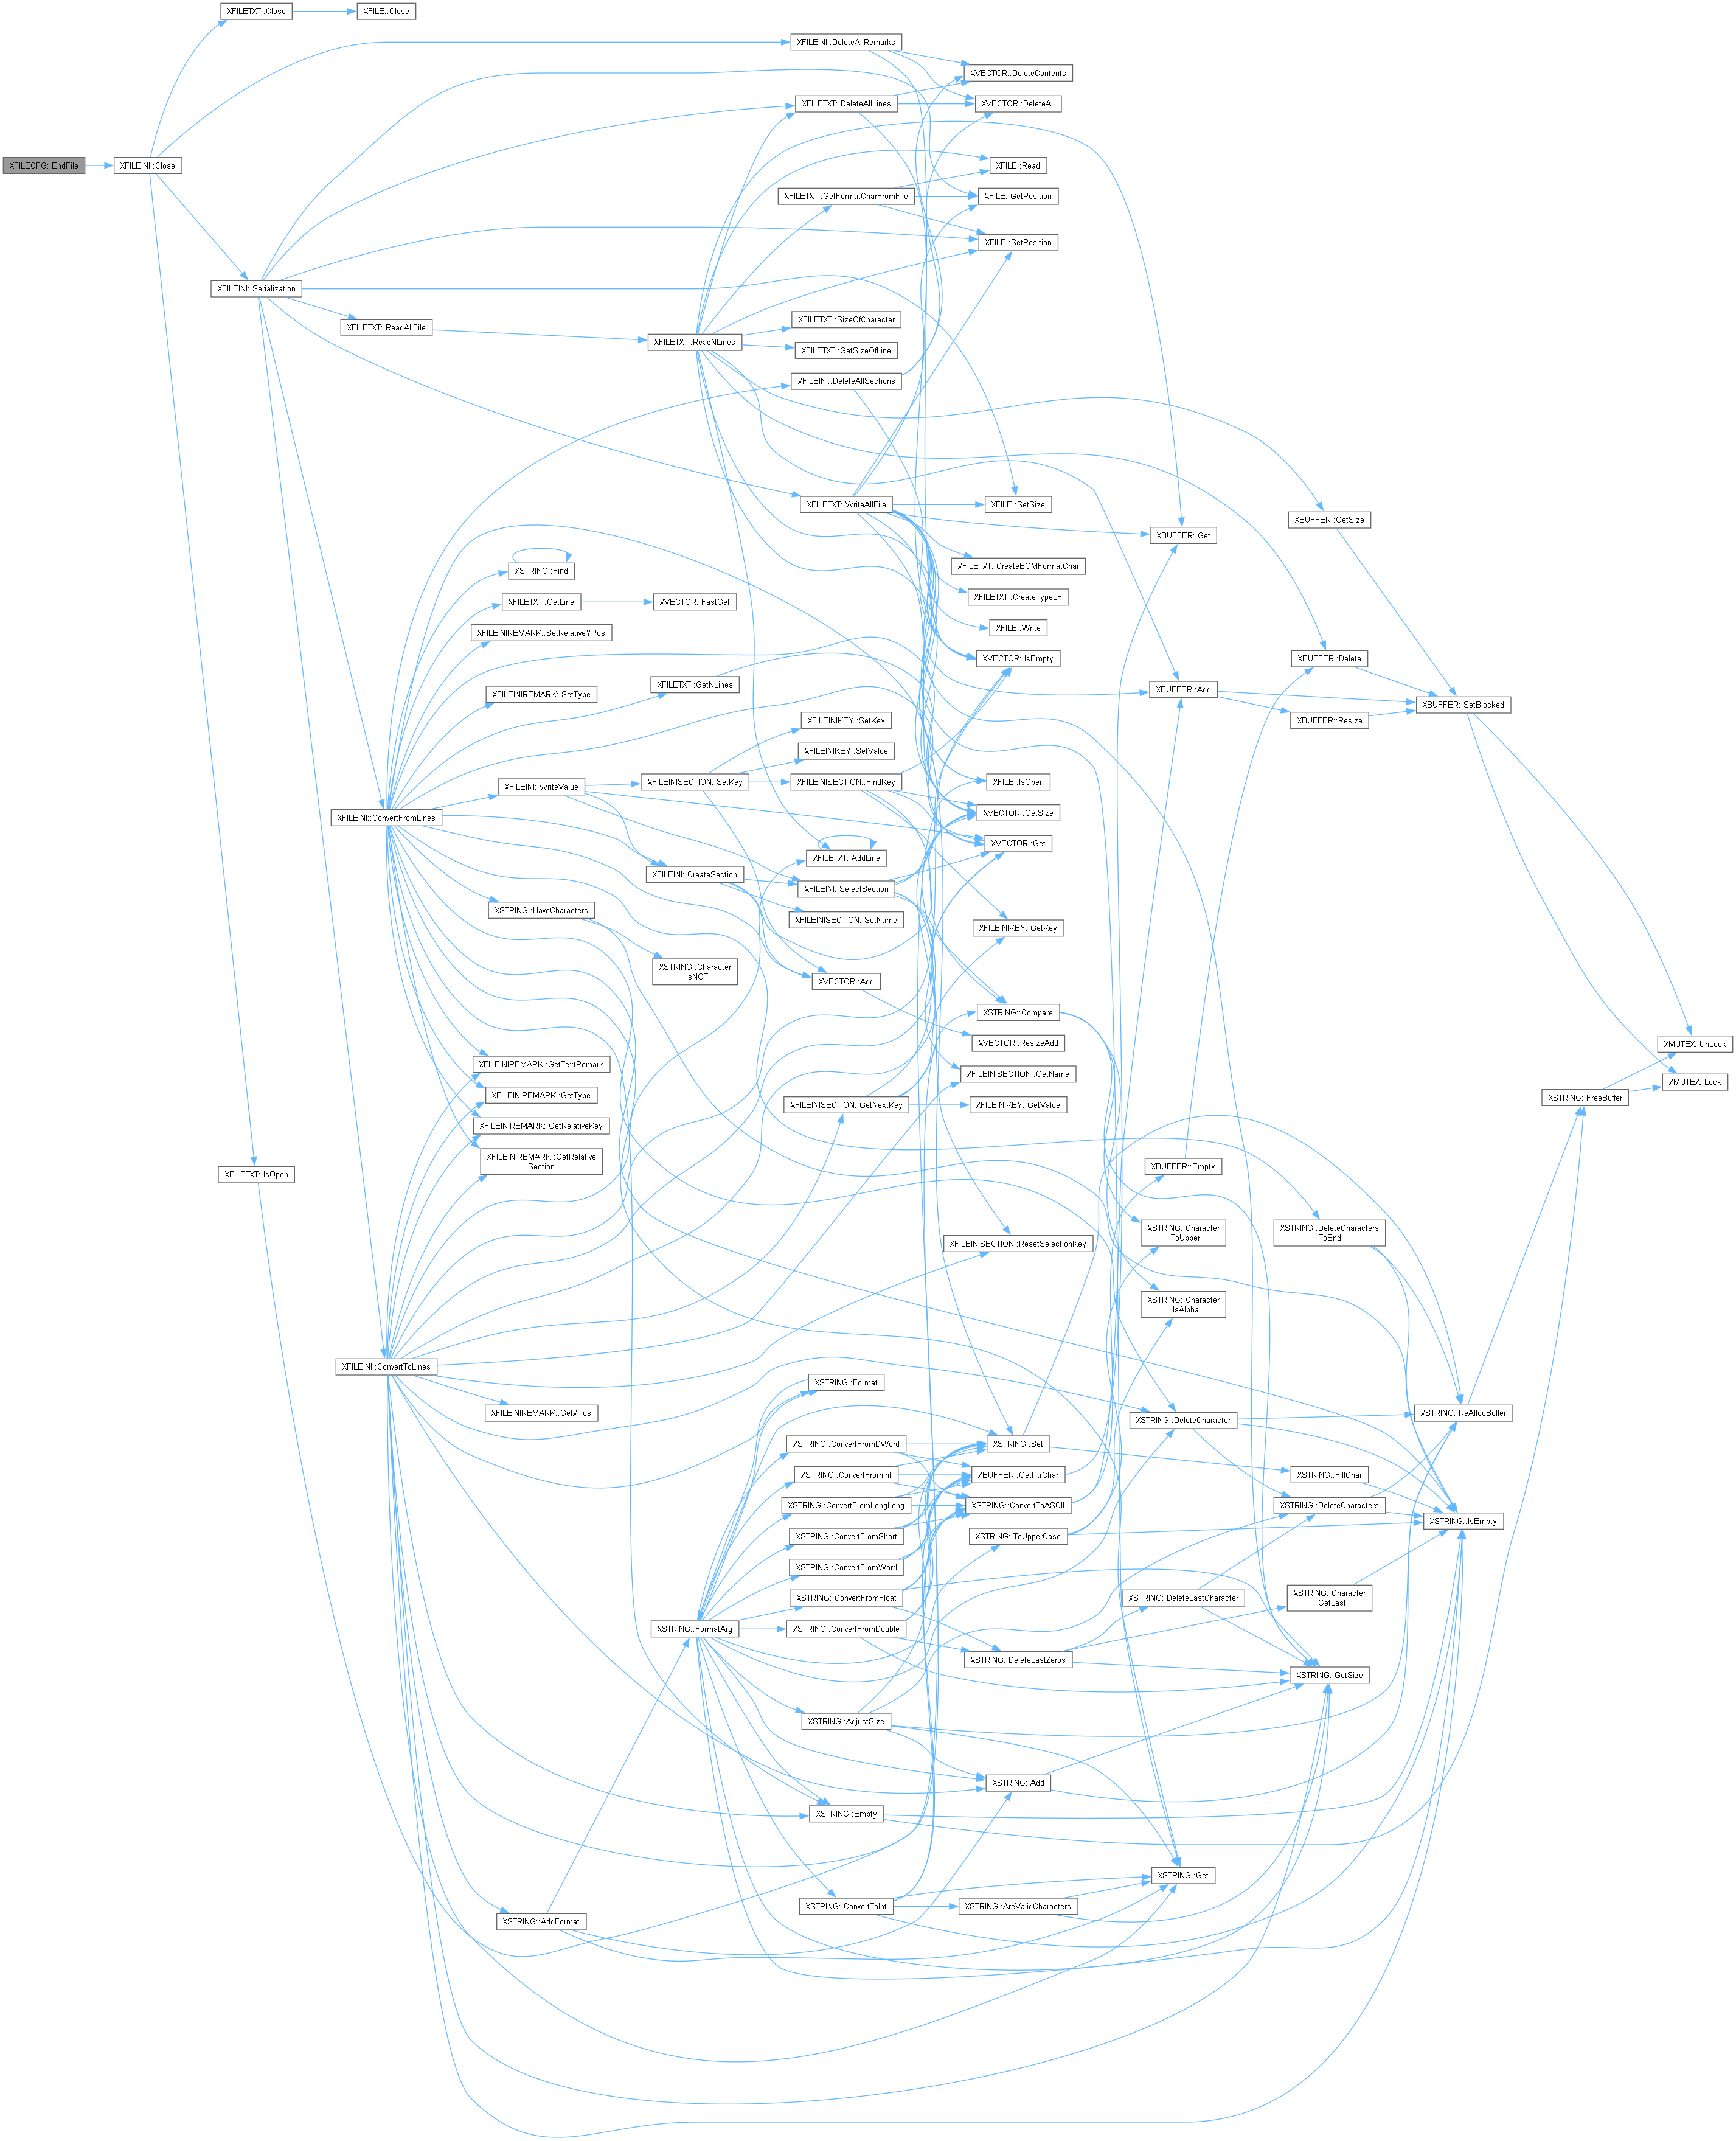 XFILETXT::Close
XFILE::Close
XFILEINI::DeleteAllRemarks
XVECTOR::DeleteContents
XFILETXT::DeleteAllLines
XVECTOR::DeleteAll
XFILECFG::EndFile
XFILEINI::Close
XFILE::Read
XFILETXT::GetFormatCharFromFile
XFILE::GetPosition
XFILE::SetPosition
XFILEINI::Serialization
XFILETXT::SizeOfCharacter
XFILETXT::ReadAllFile
XFILETXT::ReadNLines
XFILETXT::GetSizeOfLine
XFILEINI::DeleteAllSections
XFILETXT::WriteAllFile
XFILE::SetSize
XBUFFER::GetSize
XBUFFER::Get
XFILETXT::CreateBOMFormatChar
XSTRING::Find
XFILETXT::GetLine
XVECTOR::FastGet
XFILETXT::CreateTypeLF
XFILEINIREMARK::SetRelativeYPos
XFILE::Write
XVECTOR::IsEmpty
XBUFFER::Delete
XFILETXT::GetNLines
XFILEINIREMARK::SetType
XBUFFER::Add
XBUFFER::SetBlocked
XBUFFER::Resize
XFILEINIKEY::SetKey
XFILEINIKEY::SetValue
XFILEINI::WriteValue
XFILEINISECTION::SetKey
XFILEINISECTION::FindKey
XFILE::IsOpen
XFILEINI::ConvertFromLines
XVECTOR::GetSize
XVECTOR::Get
XFILETXT::AddLine
XFILEINI::CreateSection
XFILEINI::SelectSection
XSTRING::HaveCharacters
XFILEINISECTION::SetName
XFILEINIKEY::GetKey
XSTRING::Character
_IsNOT
XVECTOR::Add
XSTRING::Compare
XVECTOR::ResizeAdd
XMUTEX::UnLock
XFILEINIREMARK::GetTextRemark
XFILEINISECTION::GetName
XMUTEX::Lock
XFILEINIREMARK::GetType
XFILEINISECTION::GetNextKey
XFILEINIKEY::GetValue
XSTRING::FreeBuffer
XFILEINIREMARK::GetRelativeKey
XFILEINIREMARK::GetRelative
Section
XFILETXT::IsOpen
XBUFFER::Empty
XSTRING::Character
_ToUpper
XSTRING::DeleteCharacters
ToEnd
XFILEINISECTION::ResetSelectionKey
XSTRING::Character
_IsAlpha
XFILEINI::ConvertToLines
XSTRING::Format
XFILEINIREMARK::GetXPos
XSTRING::DeleteCharacter
XSTRING::ReAllocBuffer
XSTRING::ConvertFromDWord
XSTRING::Set
XSTRING::ConvertFromInt
XBUFFER::GetPtrChar
XSTRING::FillChar
XSTRING::ConvertFromLongLong
XSTRING::ConvertToASCII
XSTRING::DeleteCharacters
XSTRING::IsEmpty
XSTRING::ConvertFromShort
XSTRING::ToUpperCase
XSTRING::ConvertFromWord
XSTRING::ConvertFromFloat
XSTRING::DeleteLastCharacter
XSTRING::Character
_GetLast
XSTRING::FormatArg
XSTRING::ConvertFromDouble
XSTRING::DeleteLastZeros
XSTRING::GetSize
XSTRING::AdjustSize
XSTRING::Add
XSTRING::Empty
XSTRING::Get
XSTRING::ConvertToInt
XSTRING::AreValidCharacters
XSTRING::AddFormat